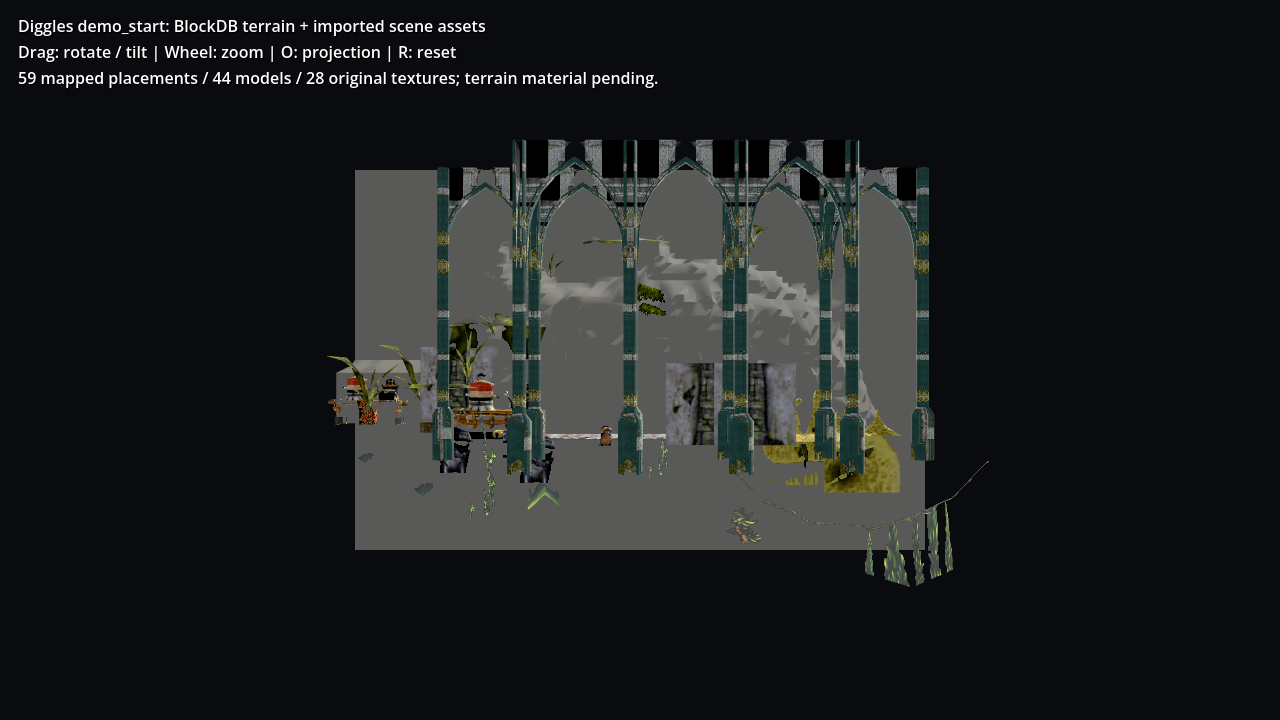 Diggles demo_start: BlockDB terrain + imported scene assets
Drag: rotate / tilt | Wheel: zoom | O: projection | R: reset
59 mapped placements / 44 models / 28 original textures; terrain material pending.